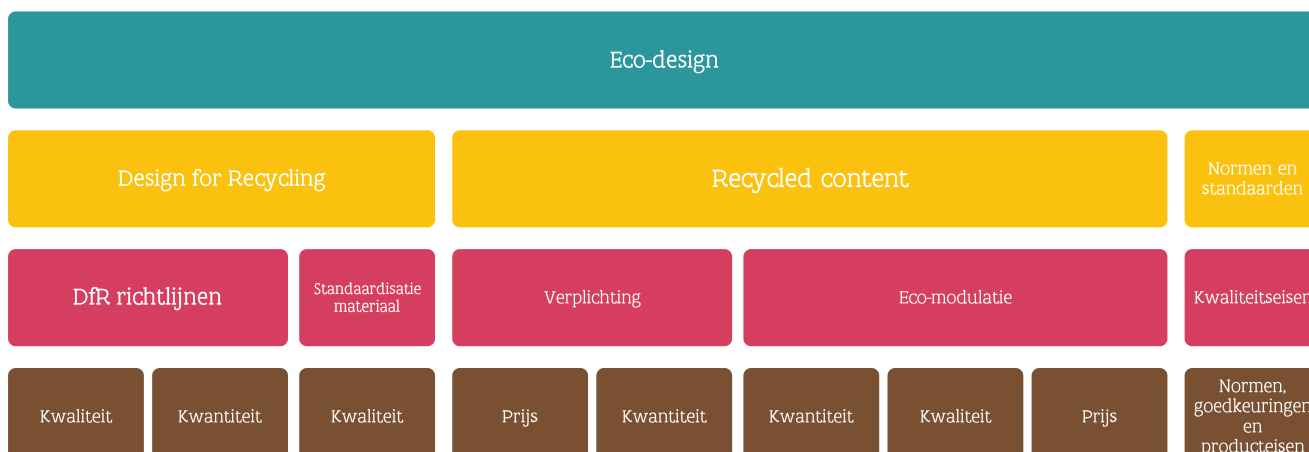 Eco-design
Design for Recycling
Recycled content
Normen en
standaarden
DfR richtlijnen
Standaardisatie
materiaal
Verplichting
Eco-modulatie
Kwaliteitseisen
Kwaliteit
Kwantiteit
Kwaliteit
Prijs
Kwantiteit
Kwantiteit
Kwaliteit
Prijs
Normen,
goedkeuringen
en
producteisen